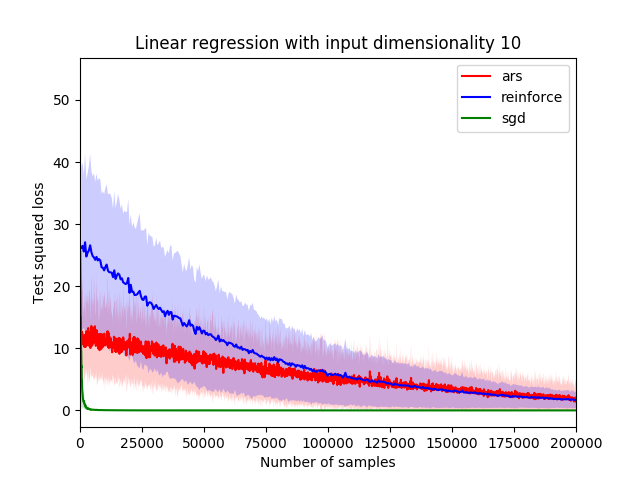 Linear regression with input dimensionality 10
ars
reinforce
sgd
Test squared loss
50
40
30
20
10
0
0 25000 50000 75000 100000 125000 150000 175000 200000
Number of samples